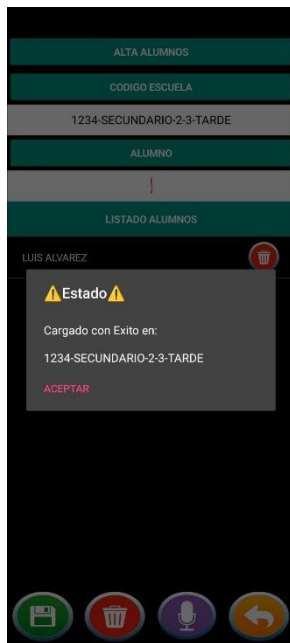 ALTA ALUMNOS
CODIGO ESCUELA
1234-SECUNDARIO-2-3-TARDE
ALUMNO
LISTADO ALUMNOS
LUIS ALVAREZ
⚠️Estado⚠️
Cargado con Exito en:
1234-SECUNDARIO-2-3-TARDE
ACEPTAR